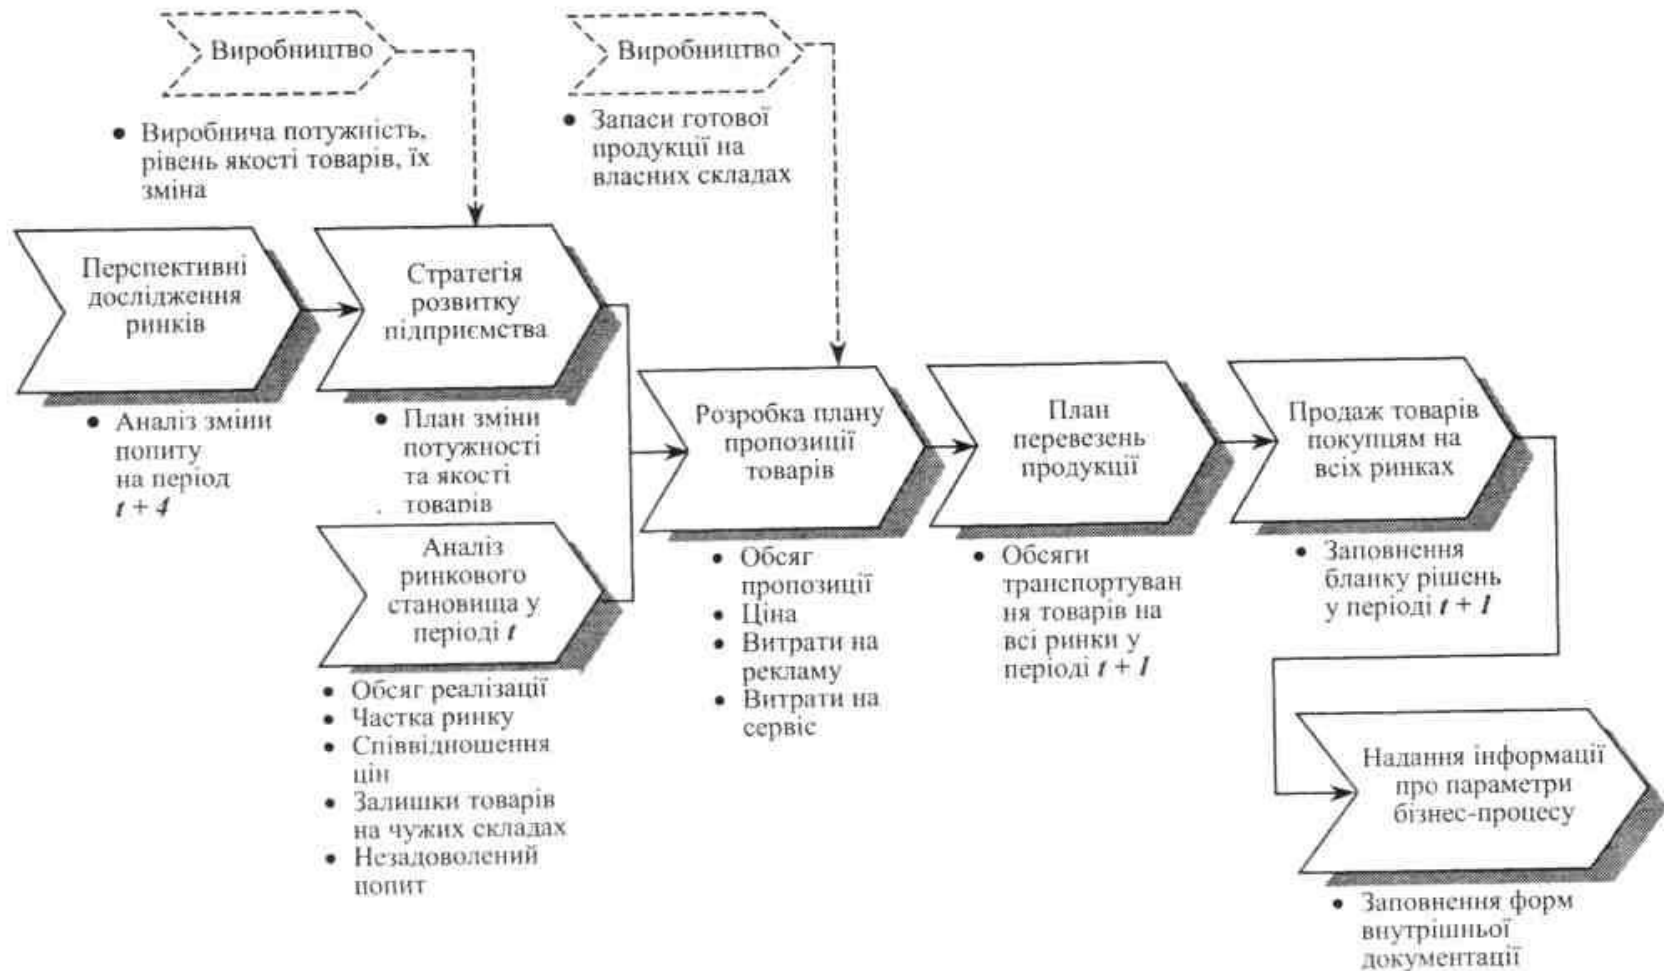 Виробництво
• Виробнича потужність,
рівень якості товарів, їх
зміна
Виробництво
• Запаси готової
продукції на
власних складах
Перспективні
дослідження
ринків
• Аналіз зміни
попиту
на період
t + 4
Стратегія
розвитку
підприємства
• План зміни
потужності
та якості
товарів
Аналіз
ринкового
становища у
періоді t
• Обсяг реалізації
• Частка ринку
• Співвідношення
цін
• Залишки товарів
на чужих складах
• Незадоволений
попит
Розробка плану
пропозиції
товарів
• Обсяг
пропозиції
• Ціна
• Витрати на
рекламу
• Витрати на
сервіс
План
перевезень
продукції
• Обсяги
транспортуван
ня товарів на
всі ринки у
періоді t + 1
Продаж товарів
покупцям на
всіх ринках
• Заповнення
бланку рішень
у періоді t + 1
Надання інформації
про параметри
бізнес-процесу
• Заповнення форм
внутрішньої
документації